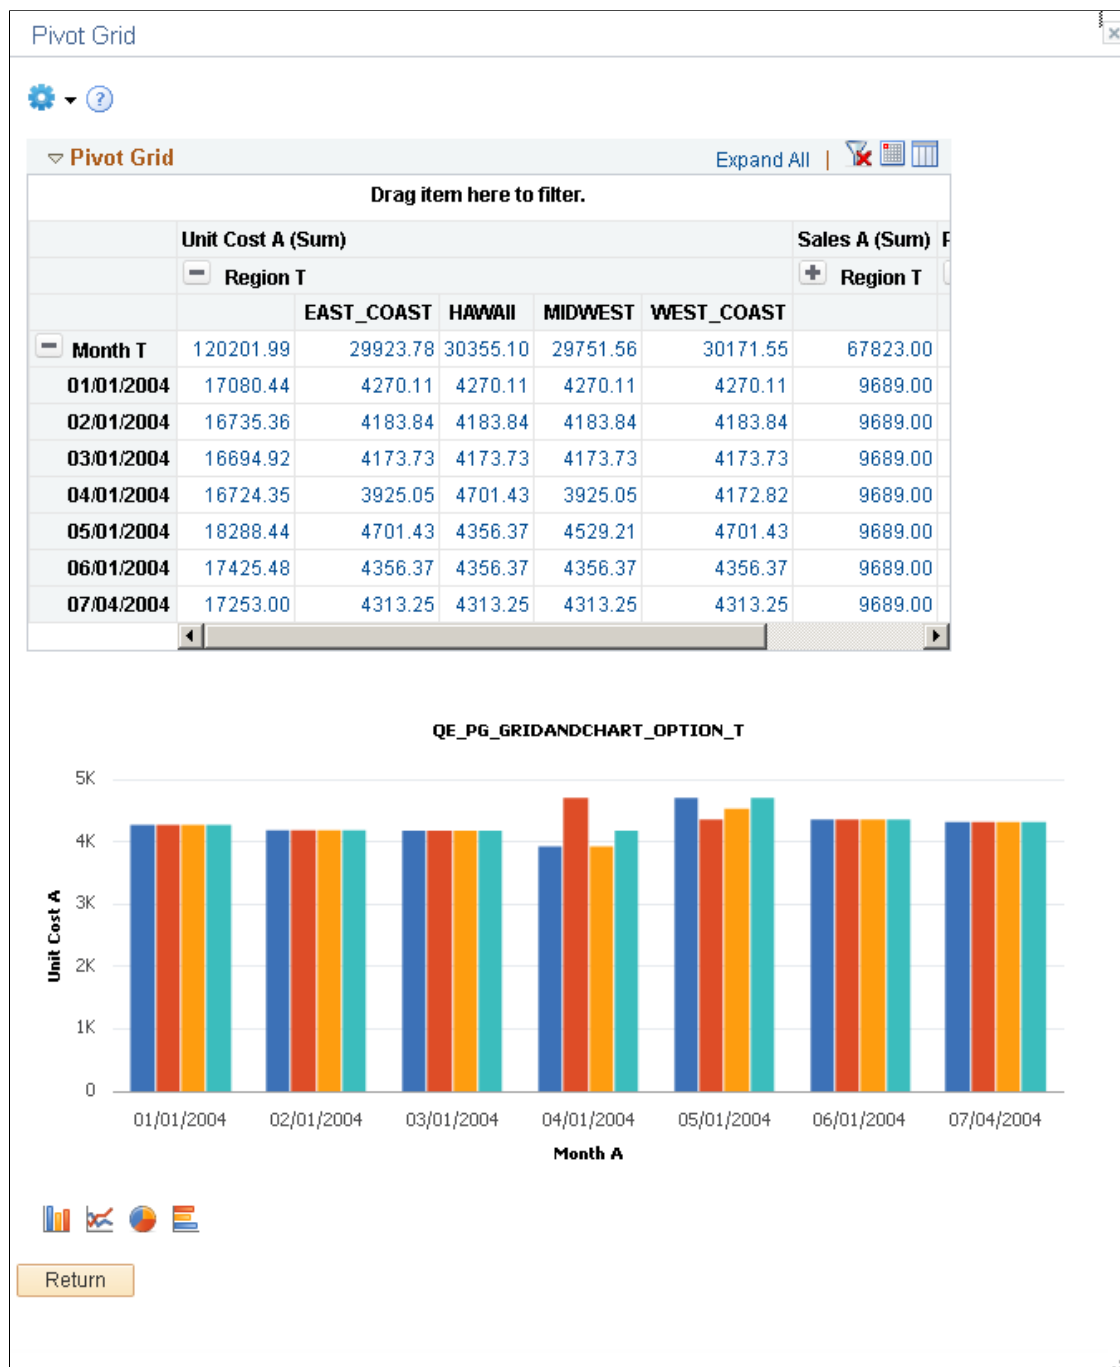 Pivot Grid
Pivot Grid
Expand All |
Drag item here to filter.
Unit Cost A (Sum) Sales A (Sum) P
Region T Region T
EAST_COAST HAWAII MIDWEST WEST_COAST
Month T 120201.99 29923.78 30355.10 29751.56 30171.55 67823.00
01/01/2004 17080.44 4270.11 4270.11 4270.11 4270.11 9689.00
02/01/2004 16735.36 4183.84 4183.84 4183.84 4183.84 9689.00
03/01/2004 16694.92 4173.73 4173.73 4173.73 4173.73 9689.00
04/01/2004 16724.35 3925.05 4701.43 3925.05 4172.82 9689.00
05/01/2004 18288.44 4701.43 4356.37 4529.21 4701.43 9689.00
06/01/2004 17425.48 4356.37 4356.37 4356.37 4356.37 9689.00
07/04/2004 17253.00 4313.25 4313.25 4313.25 4313.25 9689.00
QE_PG_GRIDANDCHART_OPTION_T
Unit Cost A
5K
4K
3K
2K
1K
0
01/01/2004 02/01/2004 03/01/2004 04/01/2004 05/01/2004 06/01/2004 07/04/2004
Month A
Return